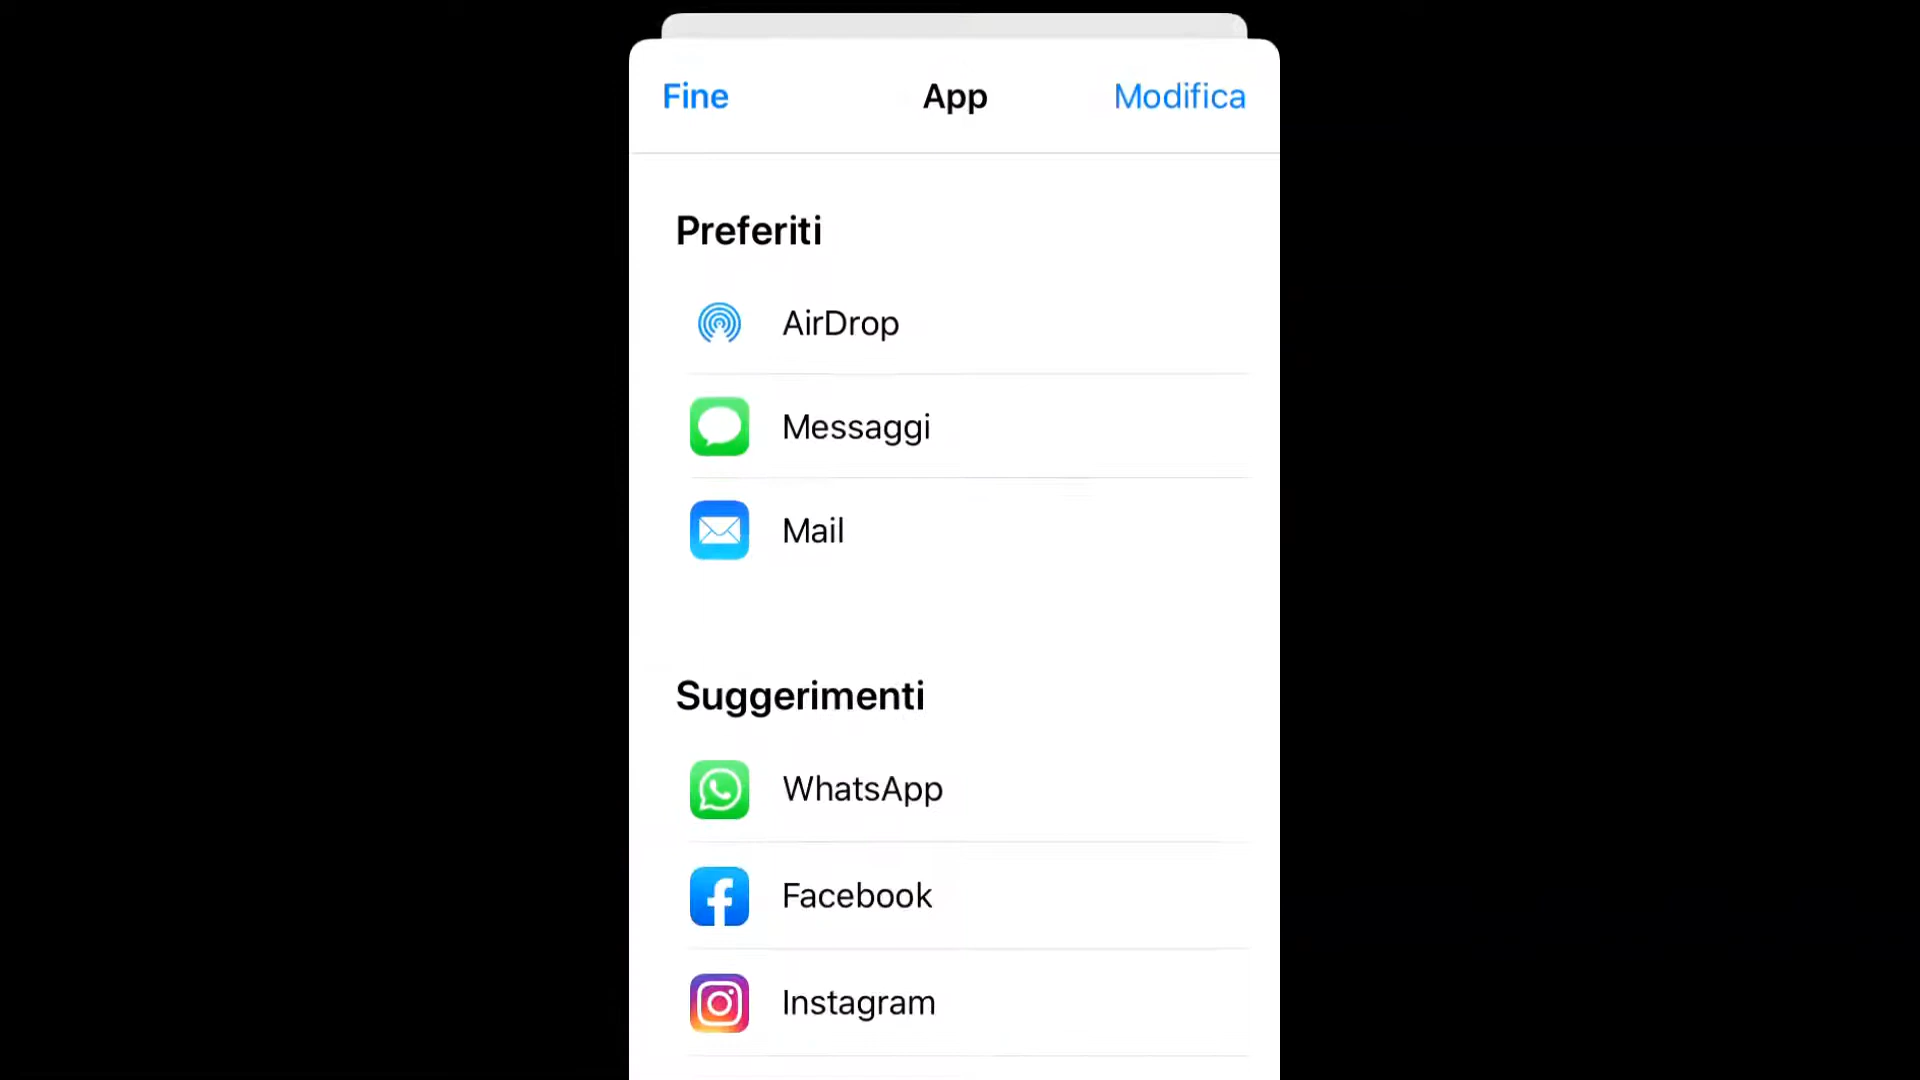 Fine
App
Modifica
Preferiti
AirDrop
Messaggi
Mail
Suggerimenti
WhatsApp
Facebook
Instagram